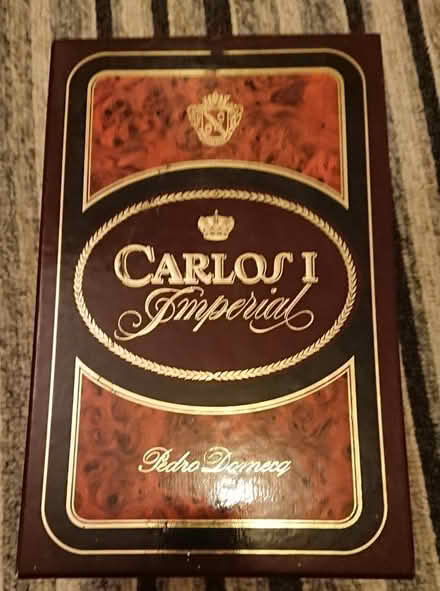 CARLOS I
Imperial
Pedro Domecq